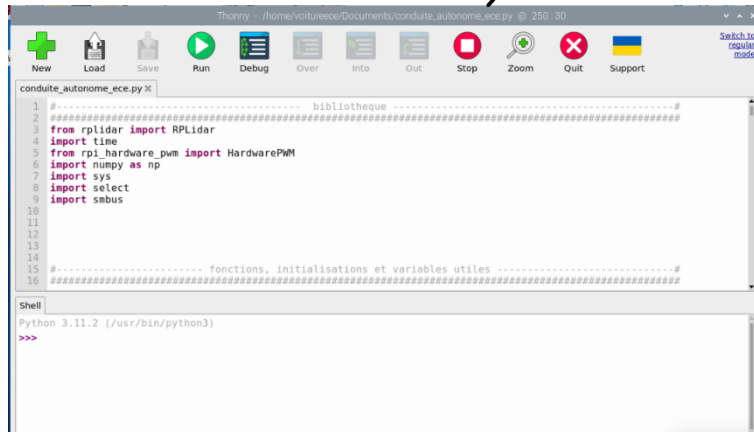 Thonny - /home/voitureece/Documents/conduite_autonome_ece.py @ 250:30
New Load Save Run Debug Over Into Out Stop Zoom Quit Support
Switch to
regular
mode
conduite_autonome_ece.py
1 #----------------------------------------- bibliotheque -----------------------------------------------#
2 #########################################################################################################
3 from rplidar import RPLidar
4 import time
5 from rpi_hardware_pwm import HardwarePWM
6 import numpy as np
7 import sys
8 import select
9 import smbus
10
11
12
13
14
15 #------------------------ fonctions, initialisations et variables utiles -----------------------------#
16 #########################################################################################################
Shell
Python 3.11.2 (/usr/bin/python3)
>>>